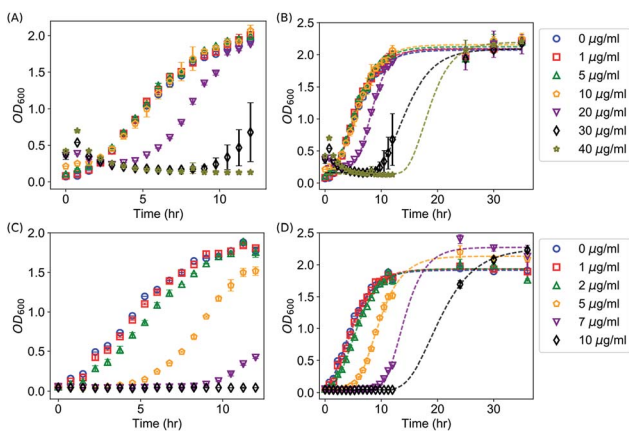 (A)
OD600
2.0
1.5
1.0
0.5
0.0
0
5
10
Time (hr)
(B)
OD600
2.5
2.0
1.5
1.0
0.5
0.0
0
10
20
30
Time (hr)
0 μg/ml
1 μg/ml
5 μg/ml
10 μg/ml
20 μg/ml
30 μg/ml
40 μg/ml
(C)
OD600
2.0
1.5
1.0
0.5
0.0
0
5
10
Time (hr)
(D)
OD600
2.5
2.0
1.5
1.0
0.5
0.0
0
10
20
30
Time (hr)
0 μg/ml
1 μg/ml
2 μg/ml
5 μg/ml
7 μg/ml
10 μg/ml